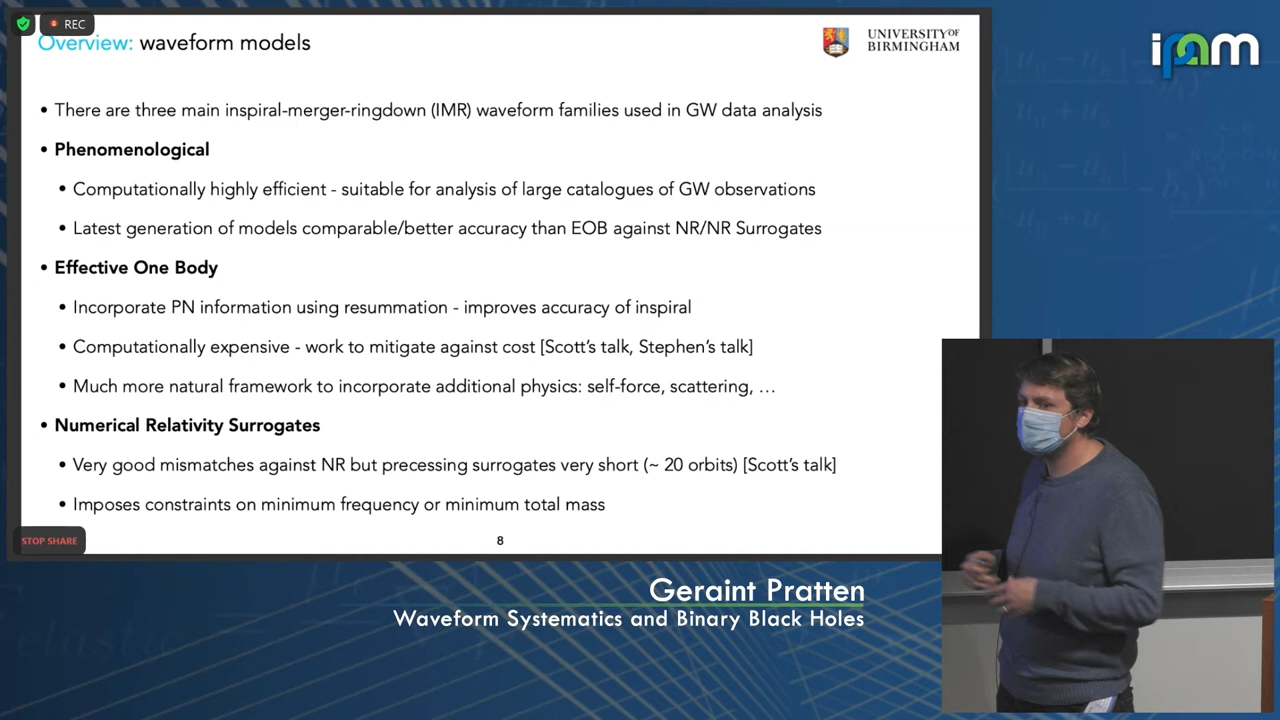 REC
Overview: waveform models
UNIVERSITY OF
BIRMINGHAM
ipam
• There are three main inspiral-merger-ringdown (IMR) waveform families used in GW data analysis
• Phenomenological
• Computationally highly efficient - suitable for analysis of large catalogues of GW observations
• Latest generation of models comparable/better accuracy than EOB against NR/NR Surrogates
• Effective One Body
• Incorporate PN information using resummation - improves accuracy of inspiral
• Computationally expensive - work to mitigate against cost [Scott's talk, Stephen's talk]
• Much more natural framework to incorporate additional physics: self-force, scattering, …
• Numerical Relativity Surrogates
• Very good mismatches against NR but precessing surrogates very short (~ 20 orbits) [Scott's talk]
• Imposes constraints on minimum frequency or minimum total mass
STOP SHARE
8
Geraint Pratten
Waveform Systematics and Binary Black Holes